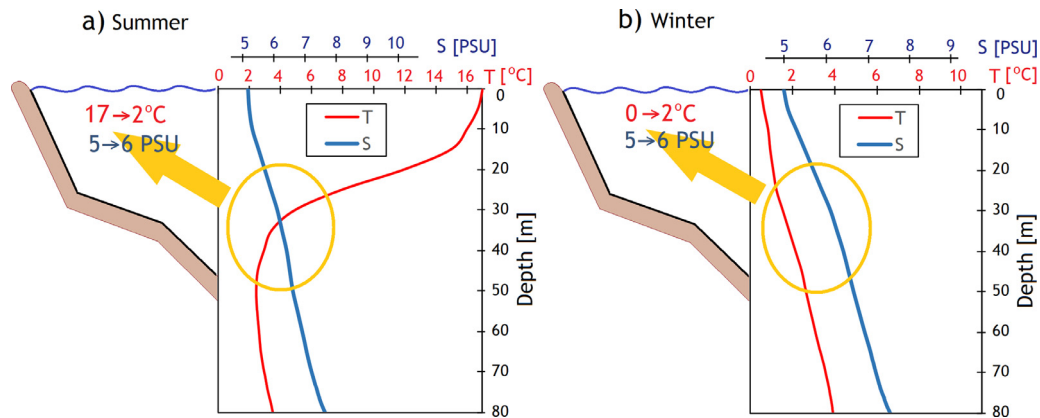 a) Summer
5 6 7 8 9 10 S [PSU]
0 2 4 6 8 10 12 14 16 T [°C]
17→2°C
5→6 PSU
T
S
0
10
20
30
40
50
60
70
80
Depth [m]
b) Winter
5 6 7 8 9 S [PSU]
0 2 4 6 8 10 T [°C]
0→2°C
5→6 PSU
T
S
0
10
20
30
40
50
60
70
80
Depth [m]